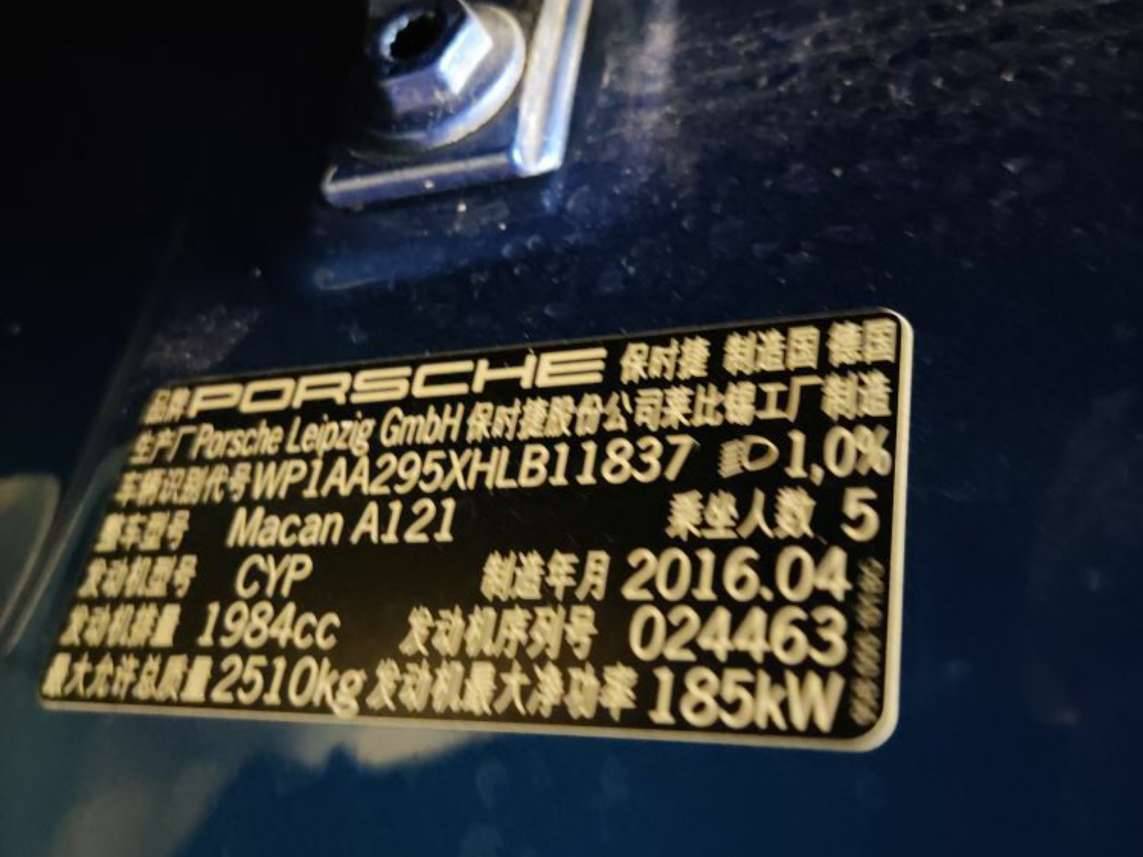 品牌 PORSCHE 保时捷 制造国 德国
生产厂 Porsche Leipzig GmbH 保时捷股份公司莱比锡工厂制造
车辆识别代号 WP1AA295XHLB11837 1,0%
整车型号 Macan A121 乘坐人数 5
发动机型号 CYP 制造年月 2016.04
发动机排量 1984cc 发动机序列号 024463
最大允许总质量 2510kg 发动机最大净功率 185kW